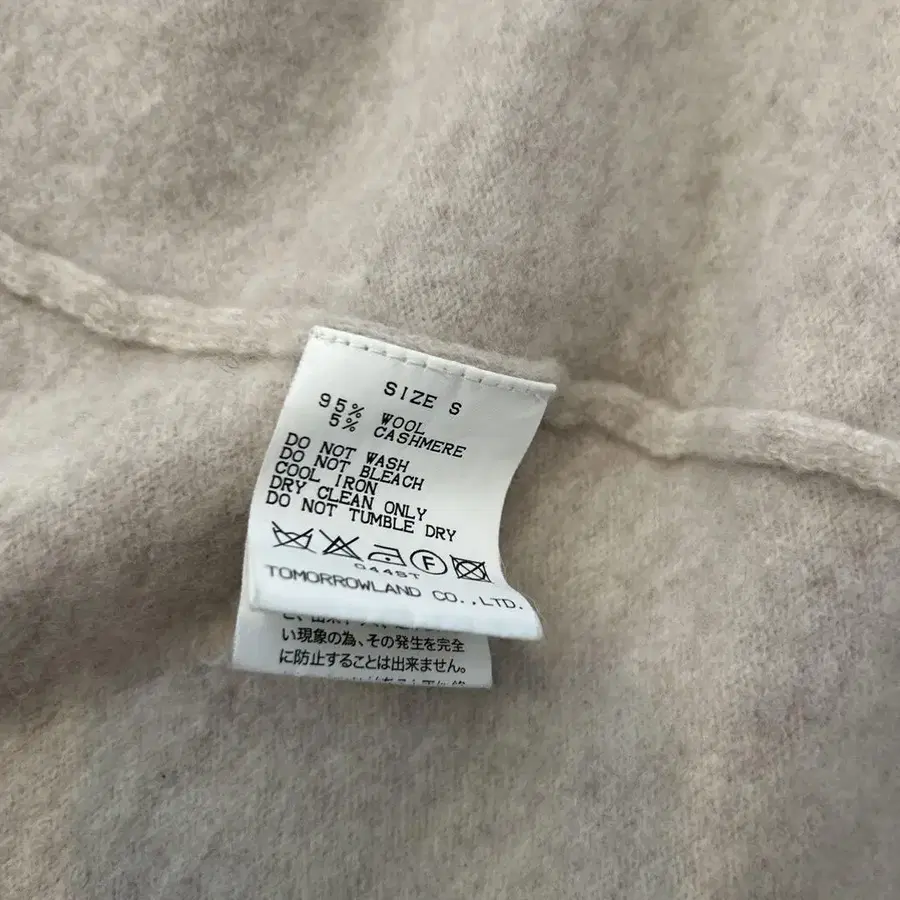 SIZE S
95% WOOL
5% CASHMERE
DO NOT WASH
DO NOT BLEACH
COOL IRON
DRY CLEAN ONLY
DO NOT TUMBLE DRY
F
044ST
TOMORROWLAND CO.,LTD.
い現象の為、その発生を完全
に防止することは出来ません。